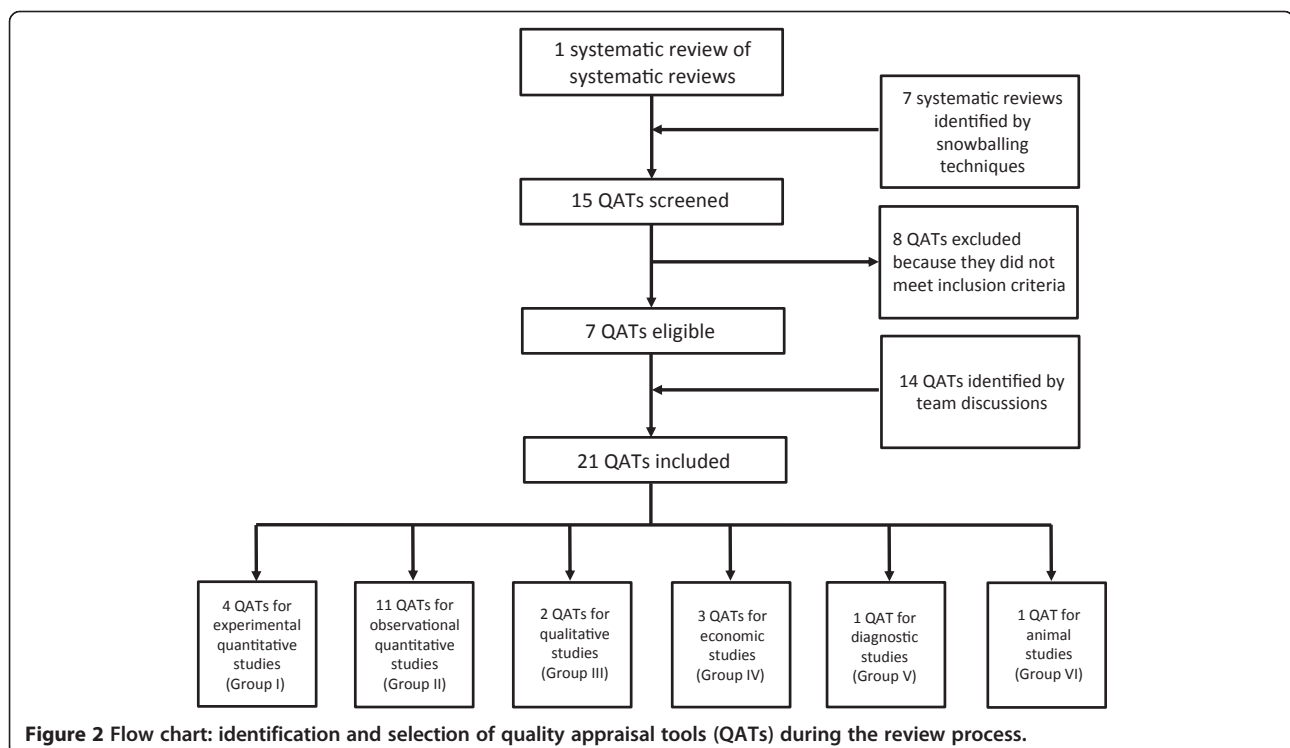 1 systematic review of
systematic reviews
7 systematic reviews
identified by
snowballing
techniques
15 QATs screened
8 QATs excluded
because they did not
meet inclusion criteria
7 QATs eligible
14 QATs identified by
team discussions
21 QATs included
4 QATs for
experimental
quantitative
studies
(Group I)
11 QATs for
observational
quantitative
studies
(Group II)
2 QATs for
qualitative
studies
(Group III)
3 QATs for
economic
studies
(Group IV)
1 QAT for
diagnostic
studies
(Group V)
1 QAT for
animal
studies
(Group VI)
Figure 2 Flow chart: identification and selection of quality appraisal tools (QATs) during the review process.